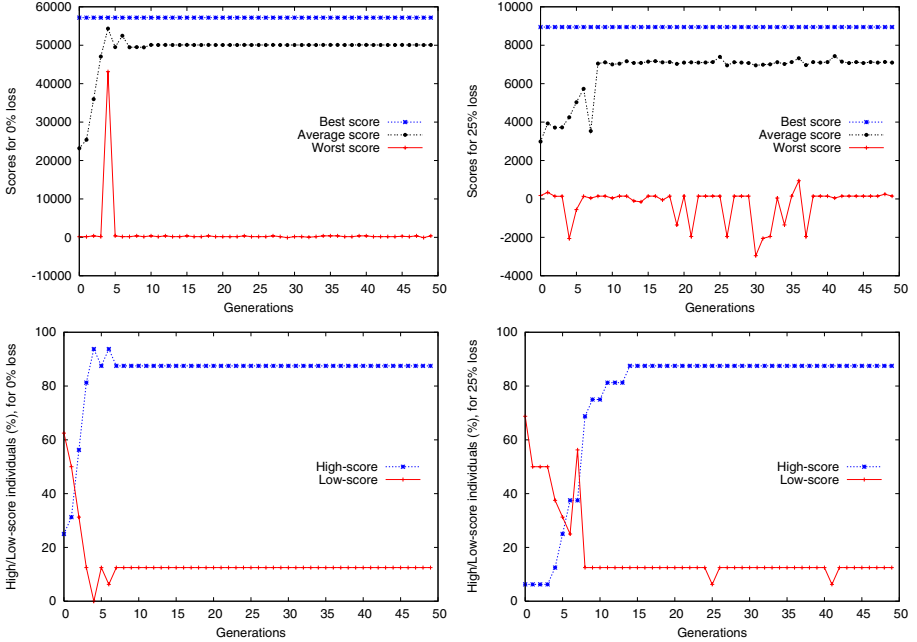 Scores for 0% loss
60000
50000
40000
30000
20000
10000
0
-10000
Best score
Average score
Worst score
0 5 10 15 20 25 30 35 40 45 50
Generations
Scores for 25% loss
10000
8000
6000
4000
2000
0
-2000
-4000
Best score
Average score
Worst score
0 5 10 15 20 25 30 35 40 45 50
Generations
High/Low-score individuals (%), for 0% loss
100
80
60
40
20
0
High-score
Low-score
0 5 10 15 20 25 30 35 40 45 50
Generations
High/Low-score individuals (%), for 25% loss
100
80
60
40
20
0
High-score
Low-score
0 5 10 15 20 25 30 35 40 45 50
Generations